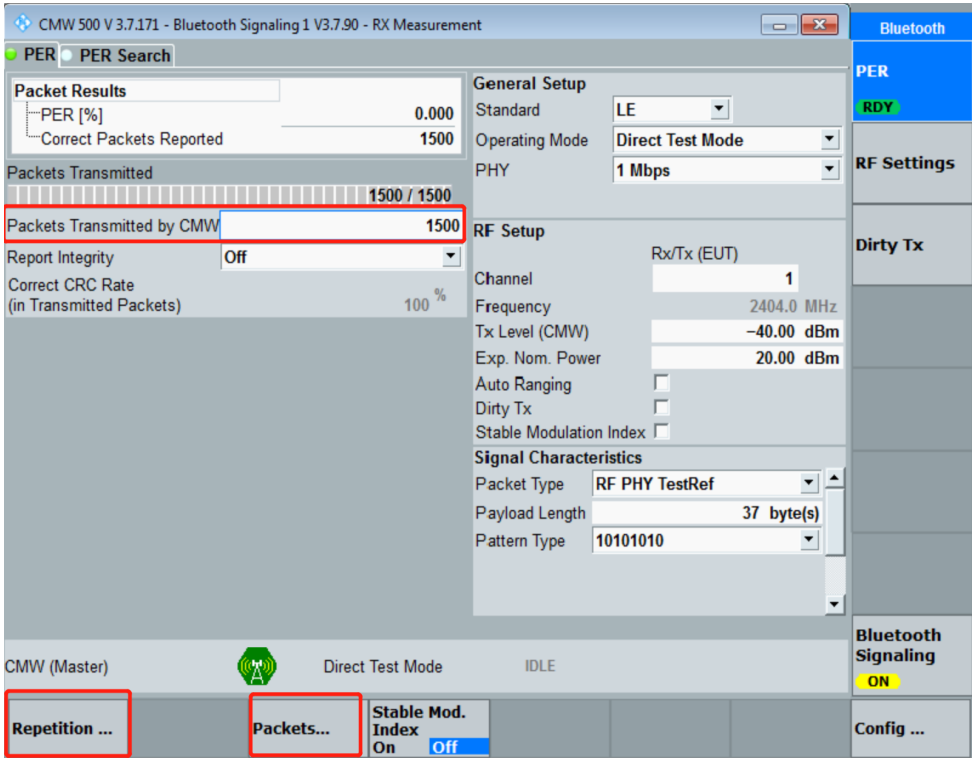 CMW 500 V 3.7.171 - Bluetooth Signaling 1 V3.7.90 - RX Measurement
PER PER Search
Packet Results
PER [%] 0.000
Correct Packets Reported 1500
Packets Transmitted
1500 / 1500
Packets Transmitted by CMW 1500
Report Integrity Off
Correct CRC Rate
(in Transmitted Packets) 100 %
General Setup
Standard LE
Operating Mode Direct Test Mode
PHY 1 Mbps
RF Setup
Rx/Tx (EUT)
Channel 1
Frequency 2404.0 MHz
Tx Level (CMW) −40.00 dBm
Exp. Nom. Power 20.00 dBm
Auto Ranging
Dirty Tx
Stable Modulation Index
Signal Characteristics
Packet Type RF PHY TestRef
Payload Length 37 byte(s)
Pattern Type 10101010
CMW (Master) Direct Test Mode IDLE
Repetition ...
Packets...
Stable Mod.
Index
On Off
Bluetooth
PER
RDY
RF Settings
Dirty Tx
Bluetooth
Signaling
ON
Config ...